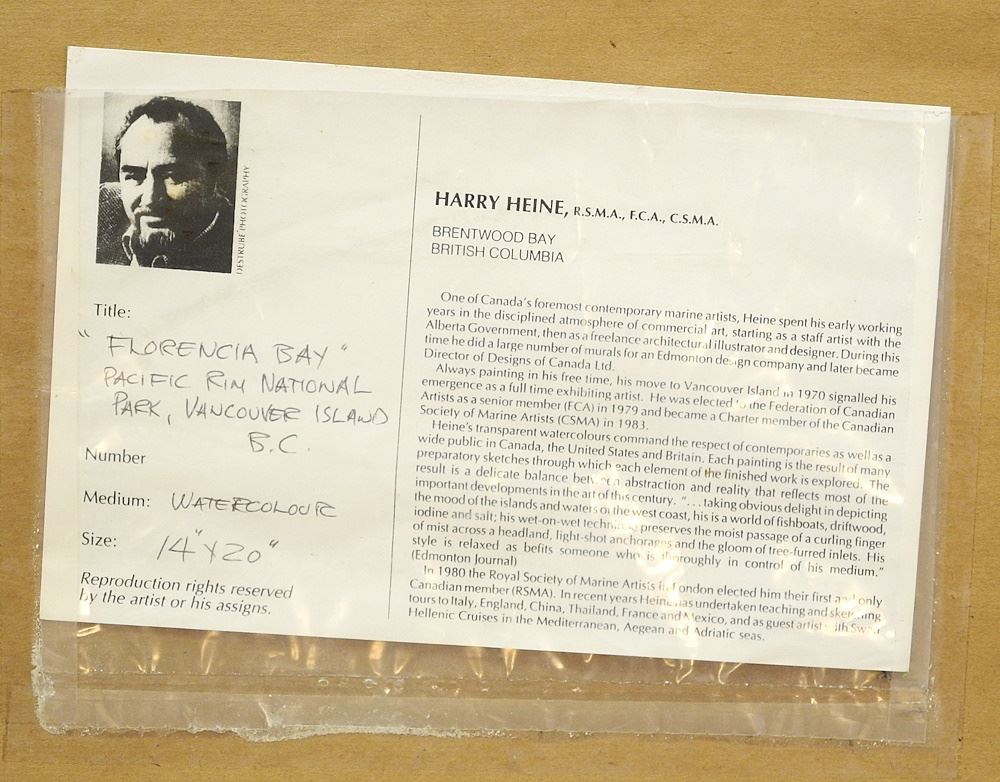 DESTRUBE PHOTOGRAPHY
Title:
"FLORENCIA BAY"
PACIFIC RIM NATIONAL
PARK, VANCOUVER ISLAND
B.C.
Number
Medium: WATERCOLOUR
Size: 14" X 20"
Reproduction rights reserved
by the artist or his assigns.
HARRY HEINE, R.S.M.A., F.C.A., C.S.M.A.
BRENTWOOD BAY
BRITISH COLUMBIA
One of Canada's foremost contemporary marine artists, Heine spent his early working
years in the disciplined atmosphere of commercial art, starting as a staff artist with the
Alberta Government, then as a freelance architectural illustrator and designer. During this
time he did a large number of murals for an Edmonton design company and later became
Director of Designs of Canada Ltd.
Always painting in his free time, his move to Vancouver Island in 1970 signalled his
emergence as a full time exhibiting artist. He was elected to the Federation of Canadian
Artists as a senior member (FCA) in 1979 and became a Charter member of the Canadian
Society of Marine Artists (CSMA) in 1983.
Heine's transparent watercolours command the respect of contemporaries as well as a
wide public in Canada, the United States and Britain. Each painting is the result of many
preparatory sketches through which each element of the finished work is explored. The
result is a delicate balance between abstraction and reality that reflects most of the
important developments in the art of this century. "...taking obvious delight in depicting
the mood of the islands and waters of the west coast, his is a world of fishboats, driftwood,
iodine and salt; his wet-on-wet technique preserves the moist passage of a curling finger
of mist across a headland, light-shot anchorages and the gloom of tree-furred inlets. His
style is relaxed as befits someone who is thoroughly in control of his medium."
(Edmonton Journal)
In 1980 the Royal Society of Marine Artists in London elected him their first and only
Canadian member (RSMA). In recent years Heine has undertaken teaching and sketching
tours to Italy, England, China, Thailand, France and Mexico, and as guest artist with Swan
Hellenic Cruises in the Mediterranean, Aegean and Adriatic seas.